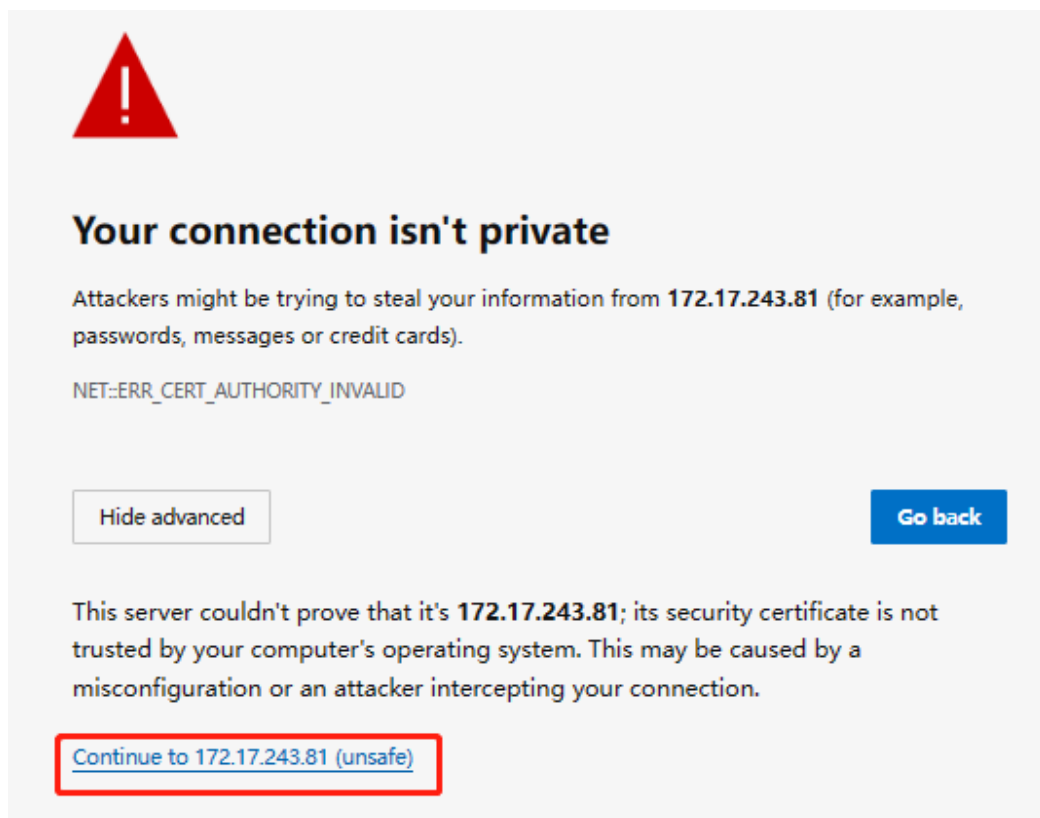 Your connection isn't private
Attackers might be trying to steal your information from 172.17.243.81 (for example,
passwords, messages or credit cards).
NET::ERR_CERT_AUTHORITY_INVALID
Hide advanced
Go back
This server couldn't prove that it's 172.17.243.81; its security certificate is not
trusted by your computer's operating system. This may be caused by a
misconfiguration or an attacker intercepting your connection.
Continue to 172.17.243.81 (unsafe)